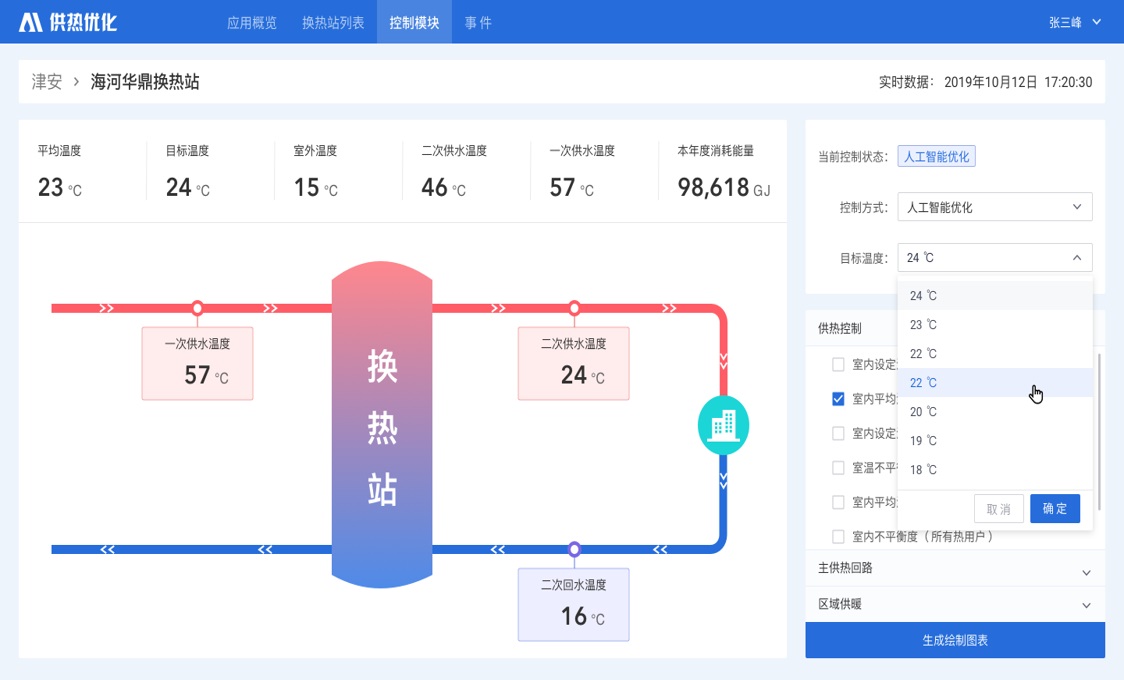 供热优化
应用概览 换热站列表 控制模块 事件
张三峰
津安 > 海河华鼎换热站
实时数据： 2019年10月12日 17:20:30
平均温度
23 ℃
目标温度
24 ℃
室外温度
15 ℃
二次供水温度
46 ℃
一次供水温度
57 ℃
本年度消耗能量
98,618 GJ
一次供水温度
57 ℃
二次供水温度
24 ℃
换
热
站
二次回水温度
16 ℃
当前控制状态： 人工智能优化
控制方式： 人工智能优化
目标温度： 24 ℃
24 ℃
23 ℃
22 ℃
22 ℃
20 ℃
19 ℃
18 ℃
取消 确定
供热控制
室内设定
室内平均
室内设定
室温不平
室内平均
室内不平衡度（所有热用户）
主供热回路
区域供暖
生成绘制图表